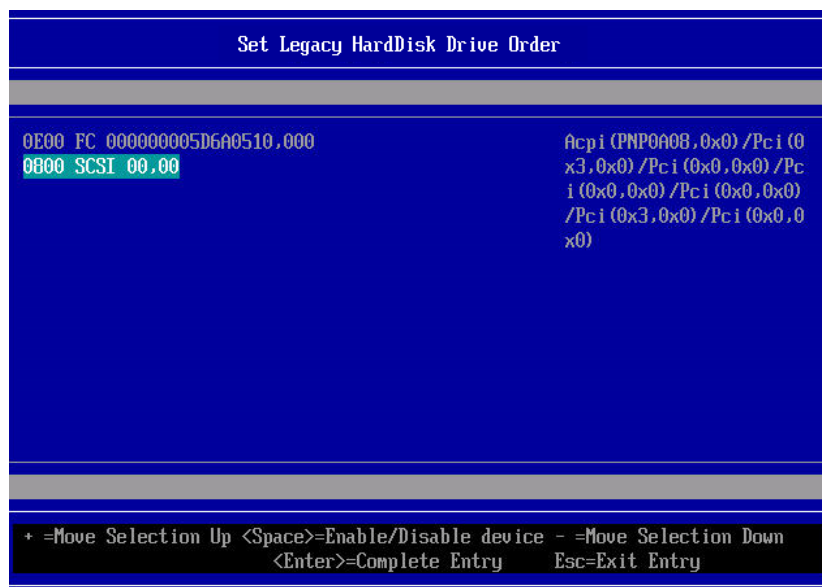 Set Legacy HardDisk Drive Order
0E00 FC 000000005D6A0510,000
0800 SCSI 00,00
Acpi(PNP0A08,0x0)/Pci(0
x3,0x0)/Pci(0x0,0x0)/Pc
i(0x0,0x0)/Pci(0x0,0x0)
/Pci(0x3,0x0)/Pci(0x0,0
x0)
+ =Move Selection Up <Space>=Enable/Disable device - =Move Selection Down
<Enter>=Complete Entry Esc=Exit Entry